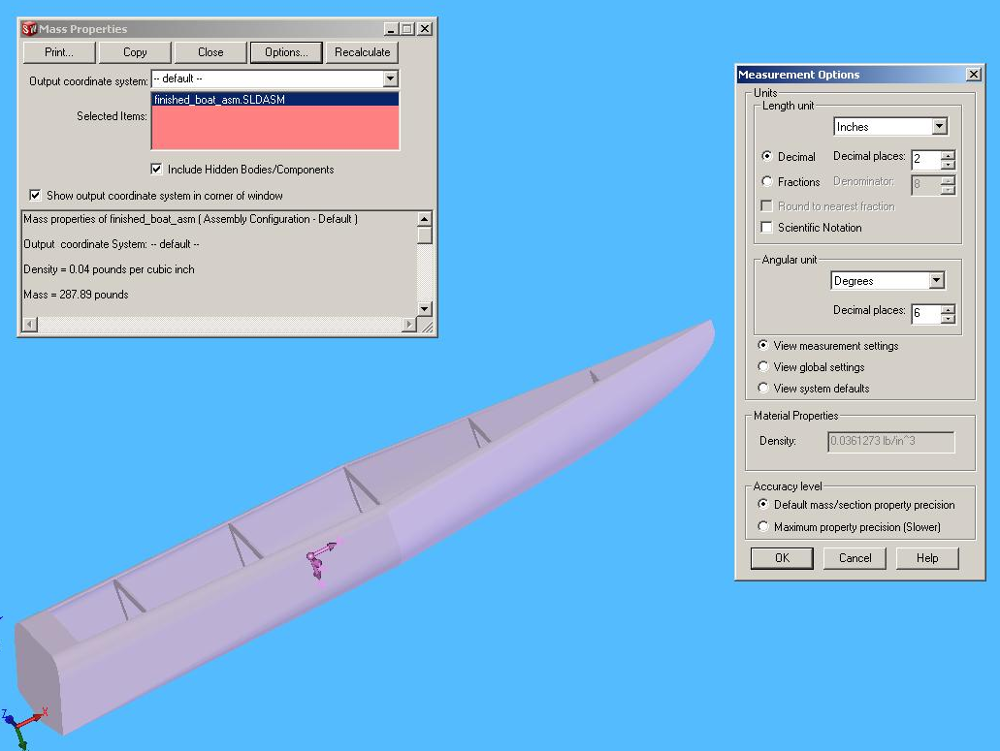 Mass Properties
Print... Copy Close Options... Recalculate
Output coordinate system: -- default --
finished_boat_asm.SLDASM
Selected Items:
Include Hidden Bodies/Components
Show output coordinate system in corner of window
Mass properties of finished_boat_asm ( Assembly Configuration - Default )
Output coordinate System: -- default --
Density = 0.04 pounds per cubic inch
Mass = 287.89 pounds
Measurement Options
Units
Length unit
Inches
Decimal Decimal places: 2
Fractions Denominator: 8
Round to nearest fraction
Scientific Notation
Angular unit
Degrees
Decimal places: 6
View measurement settings
View global settings
View system defaults
Material Properties
Density: 0.0361273 lb/in^3
Accuracy level
Default mass/section property precision
Maximum property precision (Slower)
OK Cancel Help
Z X